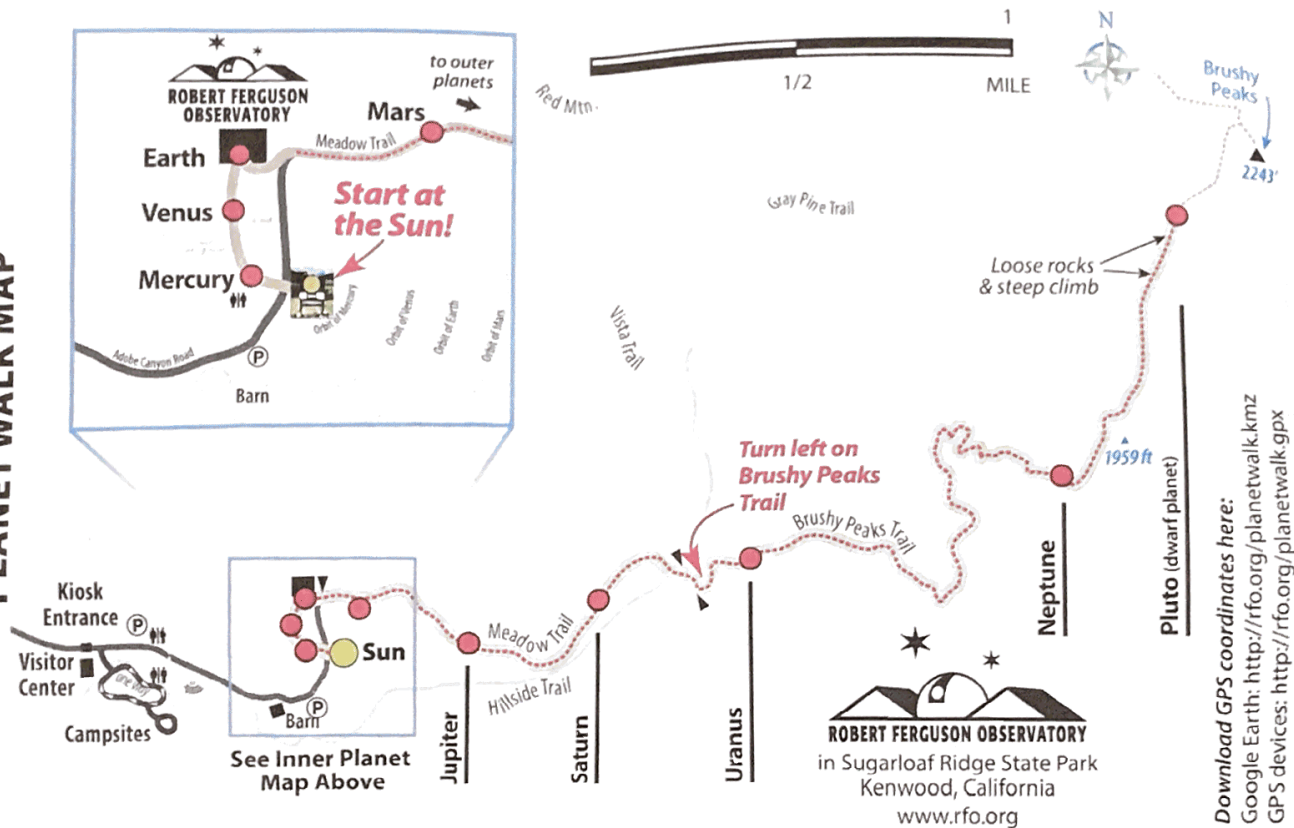 PLANET WALK MAP
ROBERT FERGUSON
OBSERVATORY
to outer
planets
Mars
Meadow Trail
Earth
Venus
Mercury
Start at
the Sun!
Orbit of Mercury
Orbit of Venus
Orbit of Earth
Orbit of Mars
Adobe Canyon Road
P
Barn
1
1/2
MILE
N
Red Mtn.
Brushy
Peaks
2243'
Gray Pine Trail
Loose rocks
& steep climb
Vista Trail
1959 ft
Turn left on
Brushy Peaks
Trail
Brushy Peaks Trail
Kiosk
Entrance
P
Visitor
Center
one way
Campsites
Sun
P
Barn
See Inner Planet
Map Above
Meadow Trail
Hillside Trail
Jupiter
Saturn
Uranus
Neptune
Pluto (dwarf planet)
ROBERT FERGUSON OBSERVATORY
in Sugarloaf Ridge State Park
Kenwood, California
www.rfo.org
Download GPS coordinates here:
Google Earth: http://rfo.org/planetwalk.kmz
GPS devices: http://rfo.org/planetwalk.gpx